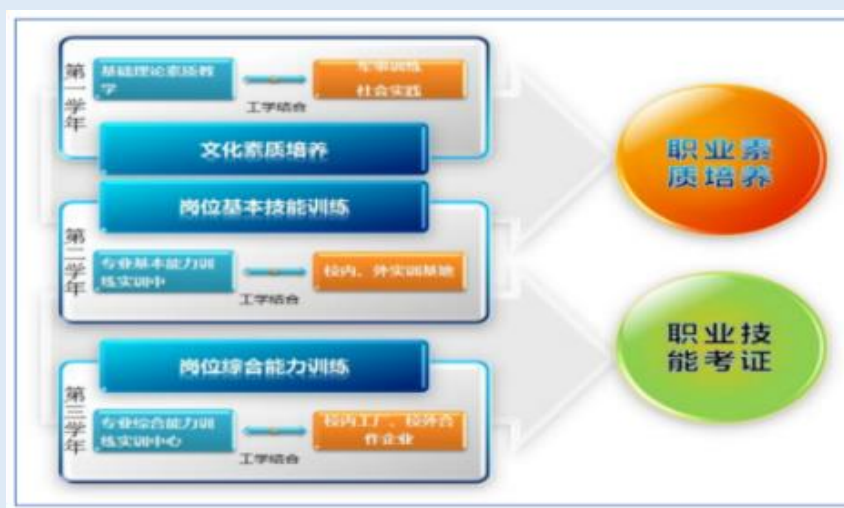 第一学年
基础理论素质教
学
工学结合
军事训练
社会实践
文化素质培养
岗位基本技能训练
第二学年
专业基本能力训
练实训中
工学结合
校内、外实训基地
岗位综合能力训练
第三学年
专业综合能力训
练实训中心
工学结合
校内工厂、校外合
作企业
职业素
质培养
职业技
能考证